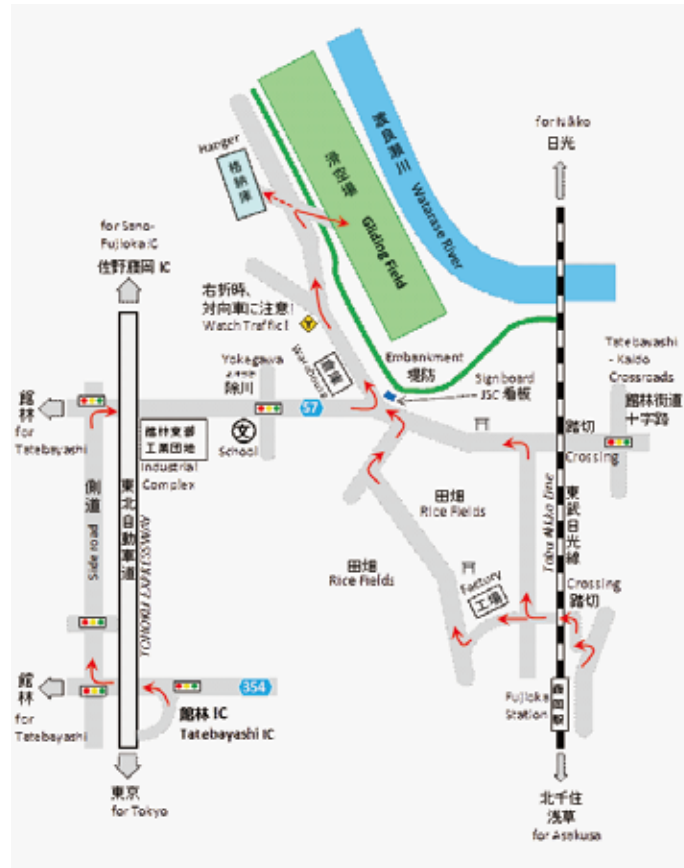 for Nikko
日光
渡良瀬川 Watarase River
滑空場 Gliding Field
Hanger
格納庫
for Sano-
Fujioka IC
佐野藤岡 IC
右折時、
対向車に注意!
Watch Traffic!
Warehouse
倉庫
Embankment
堤防
Signboard
JSC 看板
Tatebayashi
- Kaido
Crossroads
館林街道
十字路
Yokegawa
除川
57
文
School
館林
for
Tatebayashi
館林東部
工業団地
Industrial
Complex
踏切
Crossing
側道
Side road
東北自動車道
TOHOKU EXPRESSWAY
田畑
Rice Fields
田畑
Rice Fields
Tobu Nikko Line
東武日光線
Factory
工場
Crossing
踏切
館林
for
Tatebayashi
354
館林 IC
Tatebayashi IC
Fujioka
Station
藤岡駅
東京
for Tokyo
北千住
浅草
for Asakusa